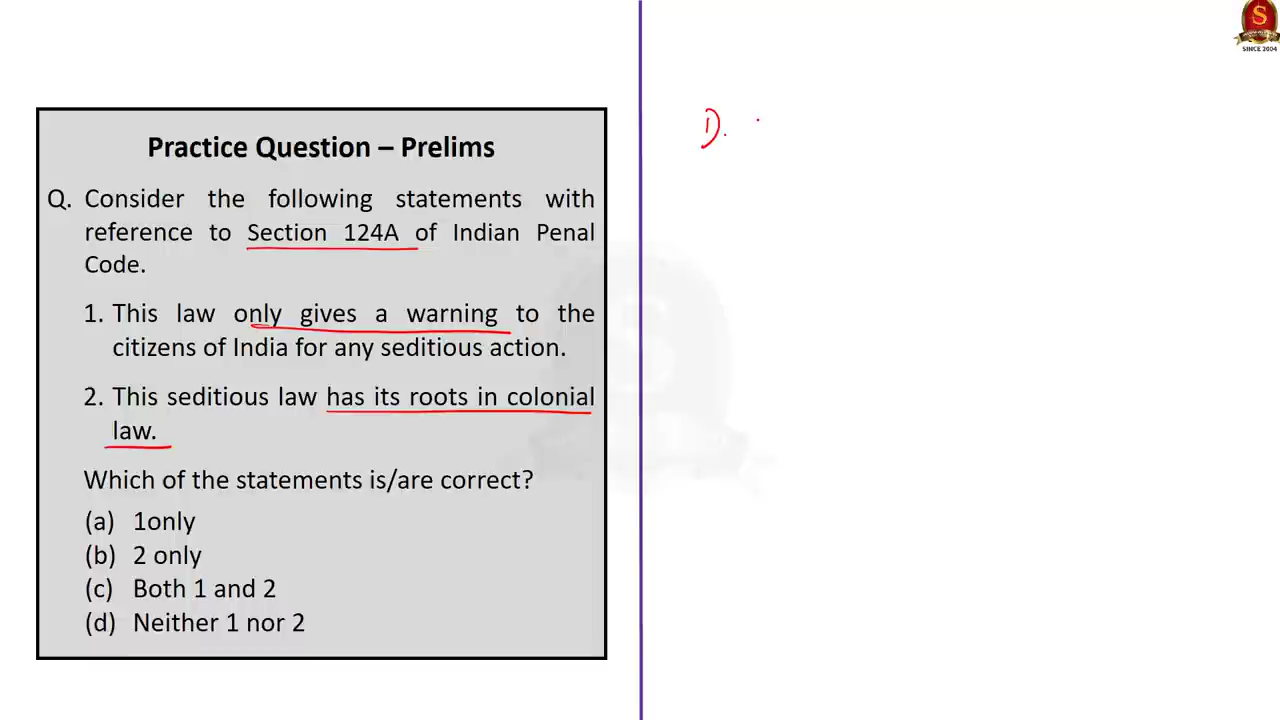 S
SINCE 2004
Practice Question – Prelims
Q. Consider the following statements with
reference to Section 124A of Indian Penal
Code.
1. This law only gives a warning to the
citizens of India for any seditious action.
2. This seditious law has its roots in colonial
law.
Which of the statements is/are correct?
(a) 1only
(b) 2 only
(c) Both 1 and 2
(d) Neither 1 nor 2
1).